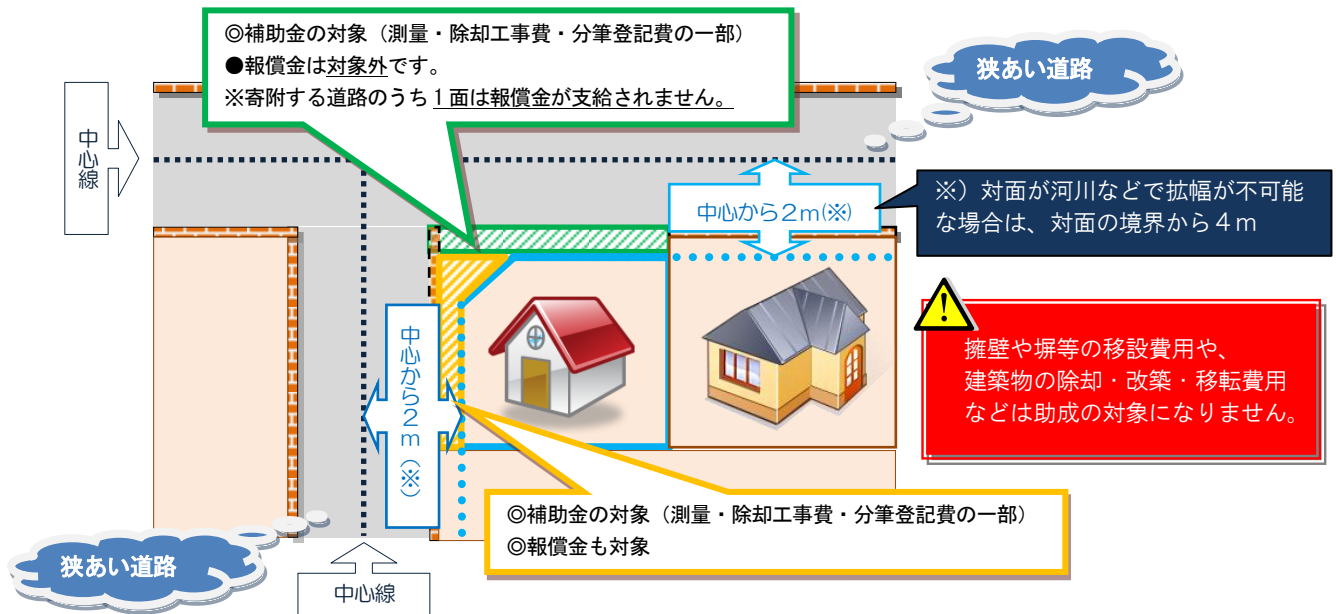 ◎補助金の対象（測量・除却工事費・分筆登記費の一部）
●報償金は対象外です。
※寄附する道路のうち１面は報償金が支給されません。
狭あい道路
中心線
中心から２ｍ(※)
※）対面が河川などで拡幅が不可能
な場合は、対面の境界から４ｍ
擁壁や塀等の移設費用や、
建築物の除却・改築・移転費用
などは助成の対象になりません。
中心から２ｍ（※）
◎補助金の対象（測量・除却工事費・分筆登記費の一部）
◎報償金も対象
狭あい道路
中心線